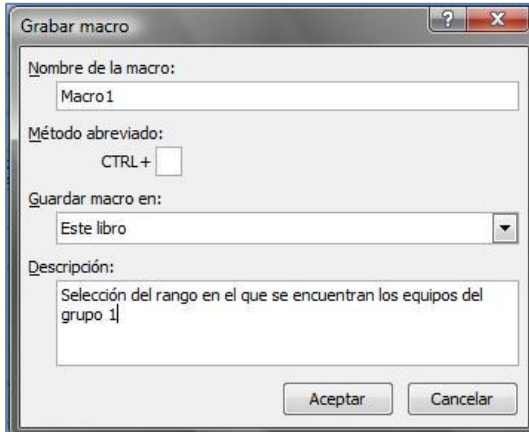 Grabar macro
?
Nombre de la macro:
Macro1
Método abreviado:
CTRL+
Guardar macro en:
Este libro
Descripción:
Selección del rango en el que se encuentran los equipos del
grupo 1
Aceptar Cancelar